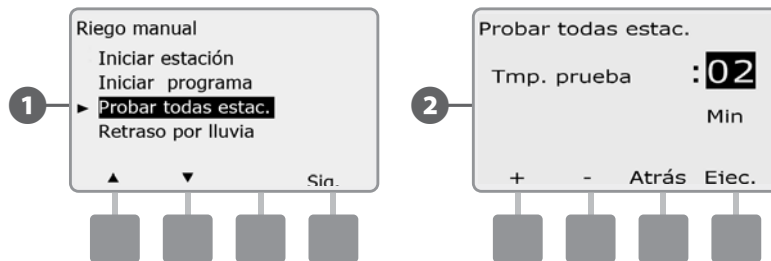 1
Riego manual
Iniciar estación
Iniciar programa
► Probar todas estac.
Retraso por lluvia
▲ ▼ Sig.
2
Probar todas estac.
Tmp. prueba :02
Min
+ - Atrás Ejec.